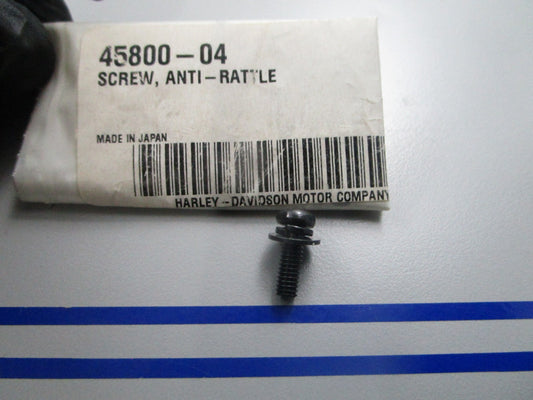 45800-04
SCREW, ANTI-RATTLE
MADE IN JAPAN
HARLEY-DAVIDSON MOTOR COMPANY